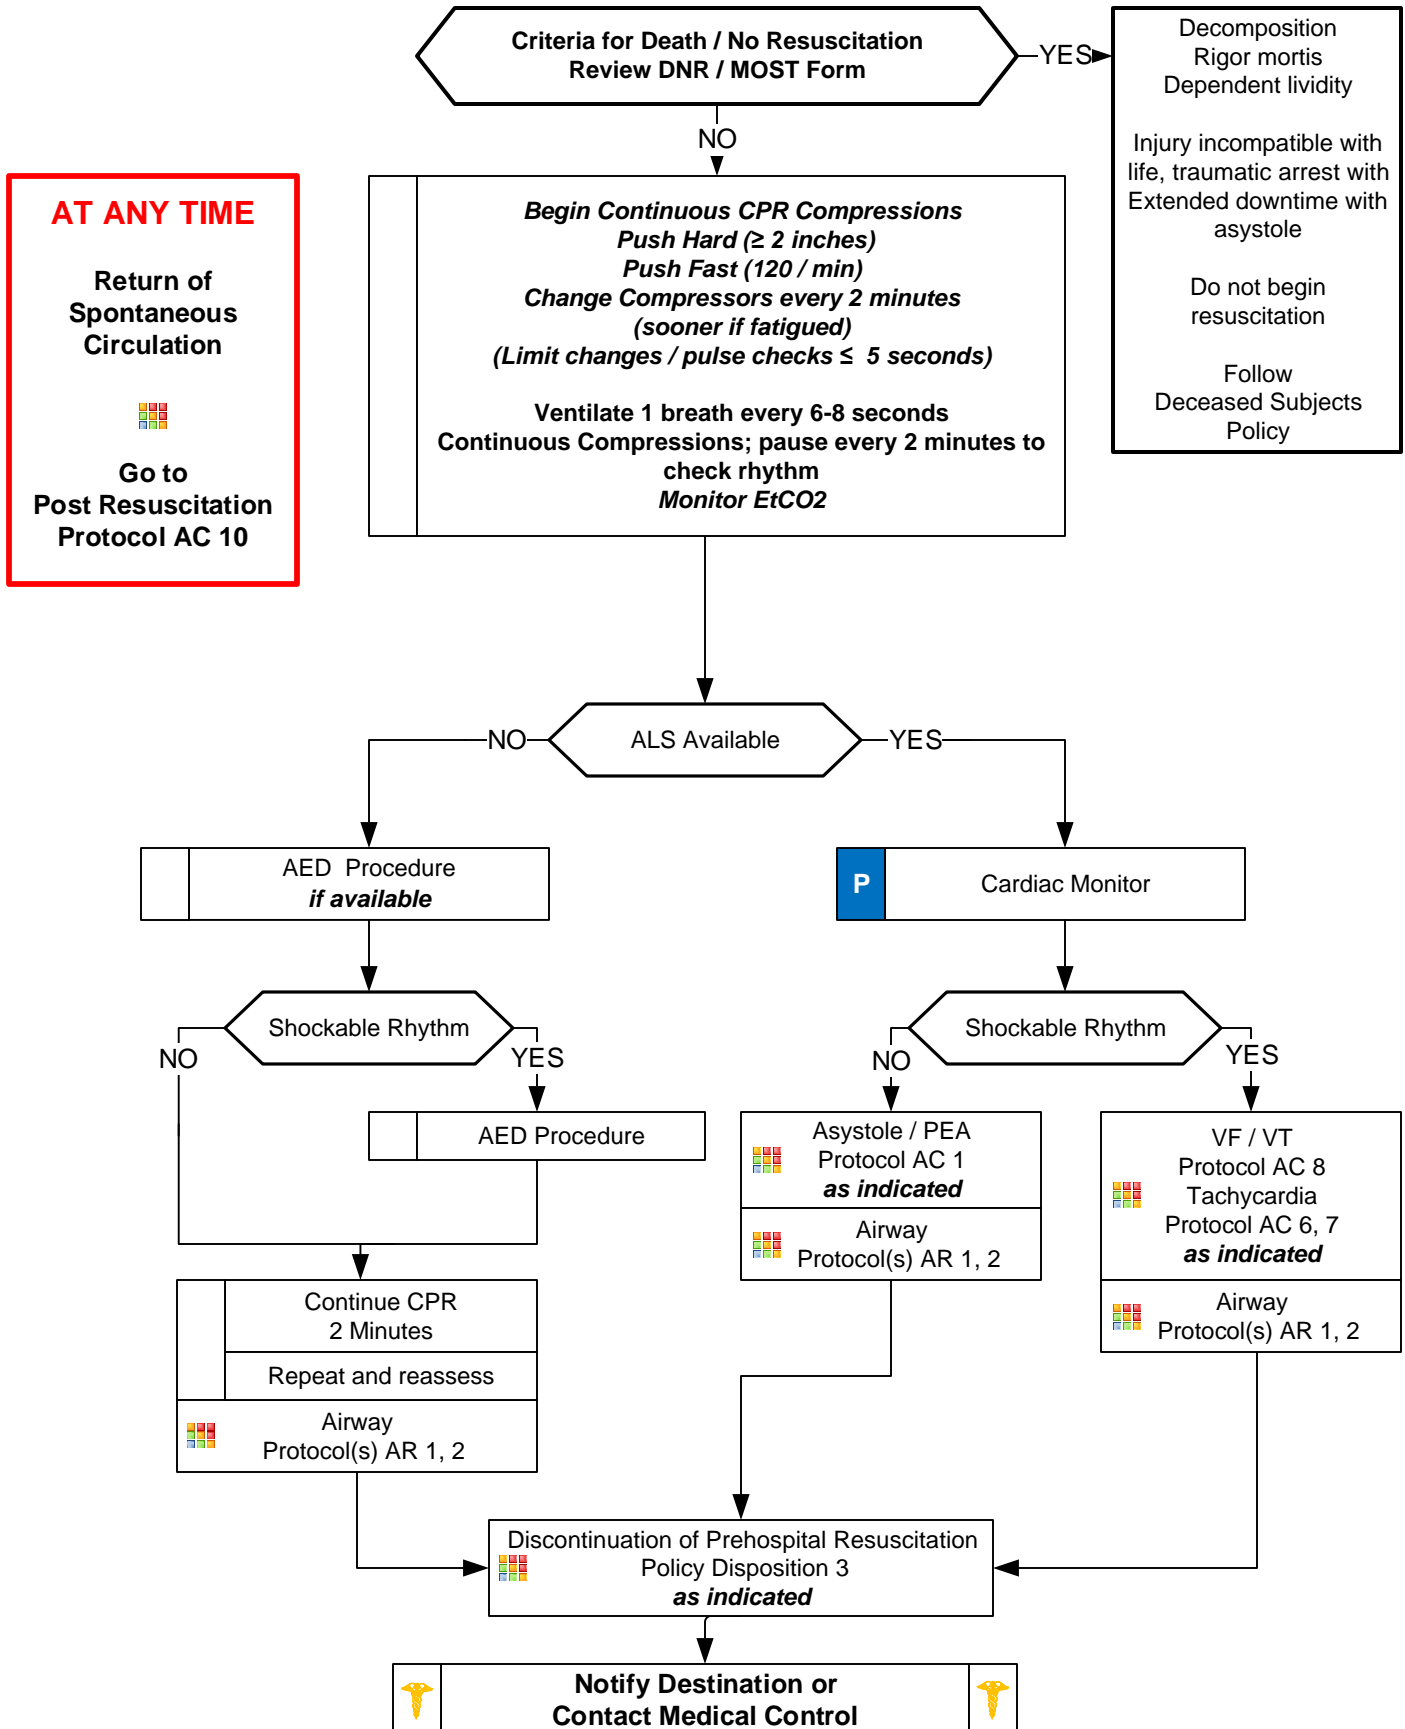 Criteria for Death / No Resuscitation
Review DNR / MOST Form
YES
Decomposition
Rigor mortis
Dependent lividity
Injury incompatible with
life, traumatic arrest with
Extended downtime with
asystole
Do not begin
resuscitation
Follow
Deceased Subjects
Policy
NO
AT ANY TIME
Return of
Spontaneous
Circulation
Go to
Post Resuscitation
Protocol AC 10
Begin Continuous CPR Compressions
Push Hard (≥ 2 inches)
Push Fast (120 / min)
Change Compressors every 2 minutes
(sooner if fatigued)
(Limit changes / pulse checks ≤ 5 seconds)
Ventilate 1 breath every 6-8 seconds
Continuous Compressions; pause every 2 minutes to
check rhythm
Monitor EtCO2
NO
ALS Available
YES
AED Procedure
if available
P
Cardiac Monitor
Shockable Rhythm
NO
YES
Shockable Rhythm
NO
YES
AED Procedure
Asystole / PEA
Protocol AC 1
as indicated
Airway
Protocol(s) AR 1, 2
VF / VT
Protocol AC 8
Tachycardia
Protocol AC 6, 7
as indicated
Airway
Protocol(s) AR 1, 2
Continue CPR
2 Minutes
Repeat and reassess
Airway
Protocol(s) AR 1, 2
Discontinuation of Prehospital Resuscitation
Policy Disposition 3
as indicated
Notify Destination or
Contact Medical Control